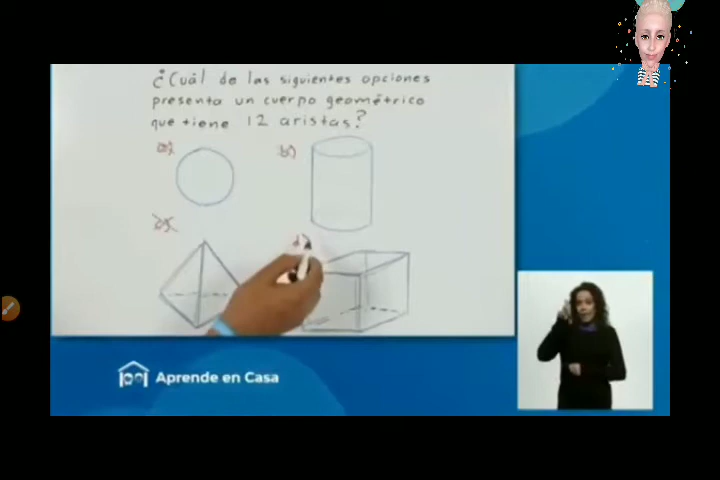 ¿Cuál de las siguientes opciones
presenta un cuerpo geométrico
que tiene 12 aristas?
a) b)
c)
Aprende en Casa